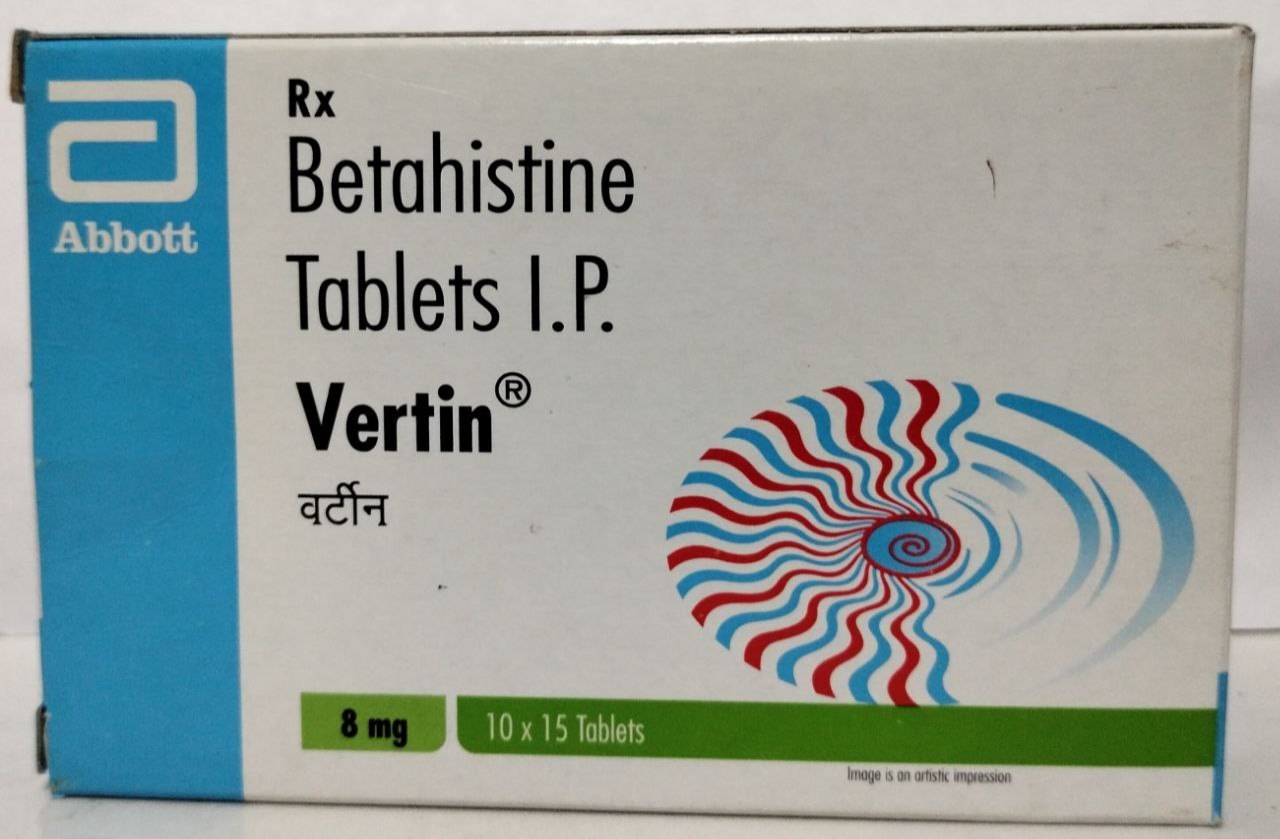 Abbott
Rx
Betahistine
Tablets I.P.
Vertin®
वर्टीन
8 mg
10 x 15 Tablets
Image is an artistic impression